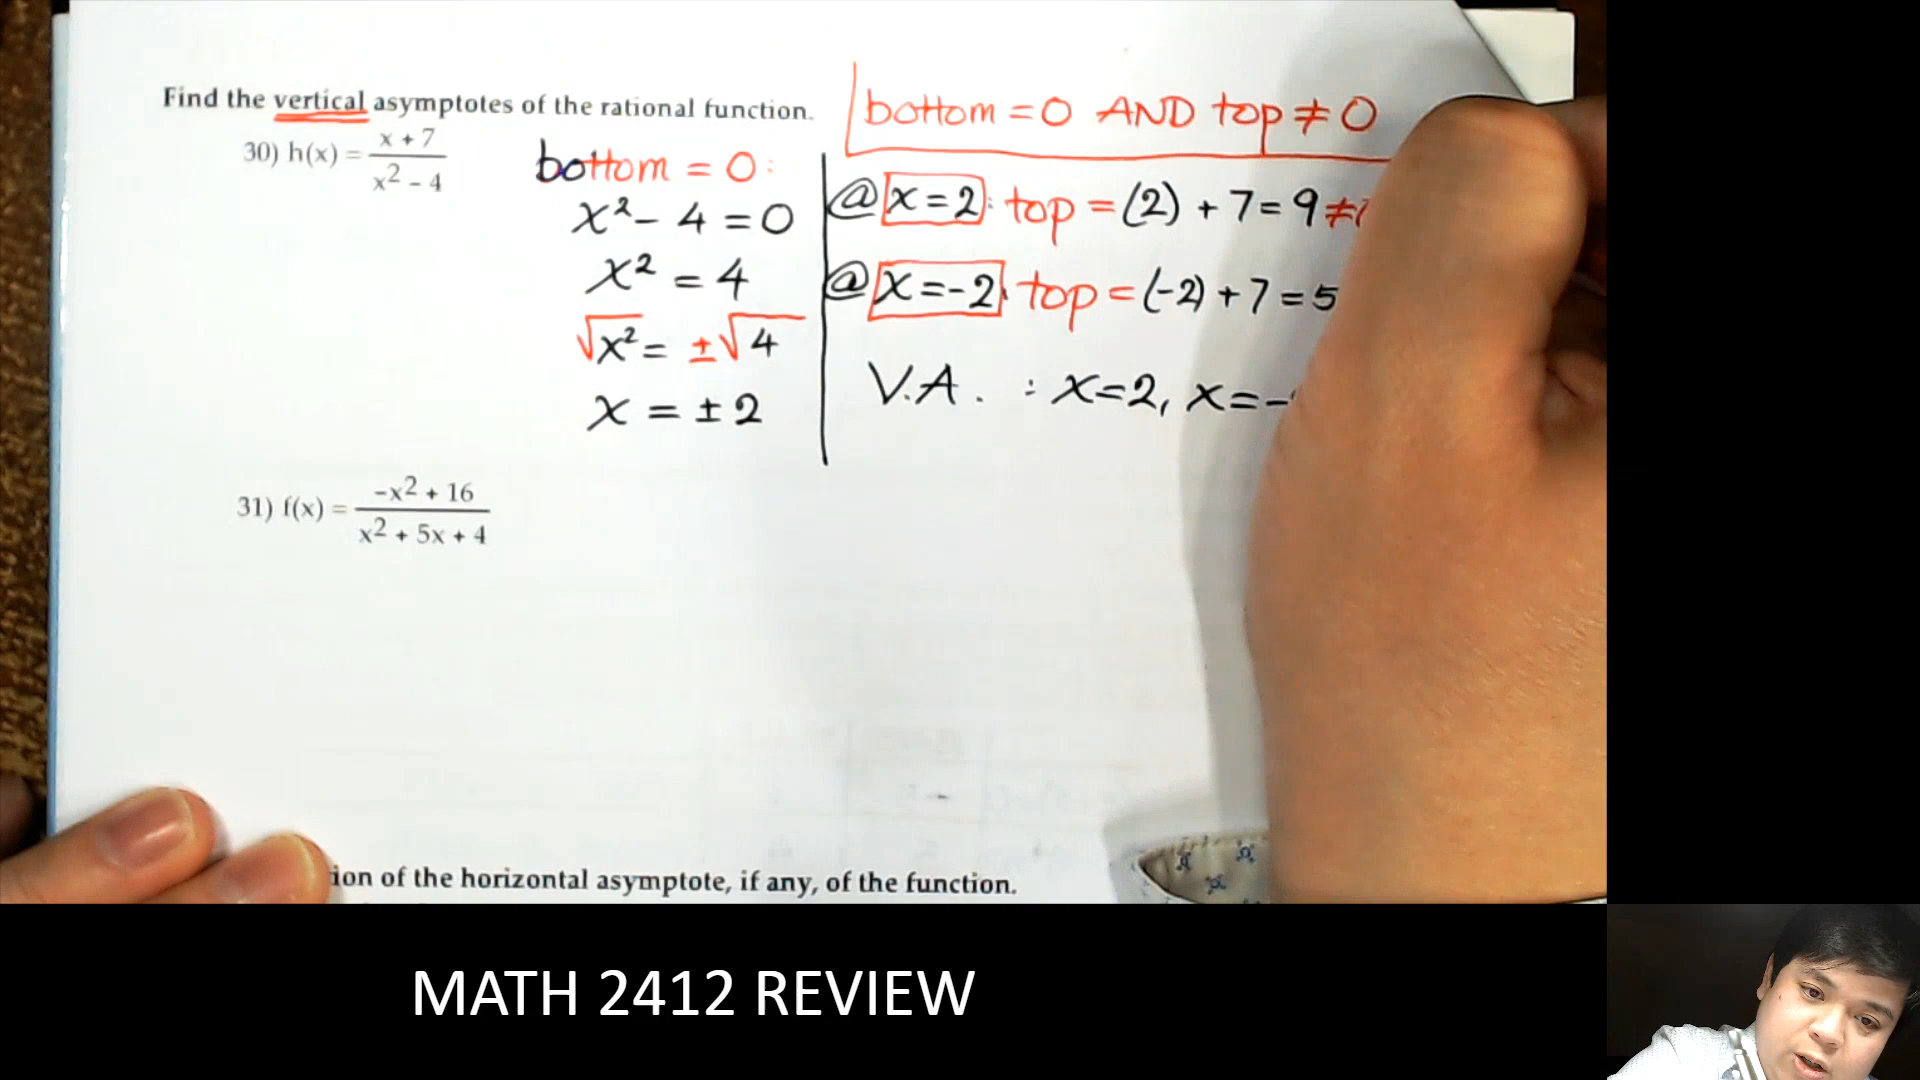 Find the vertical asymptotes of the rational function.
bottom = 0 AND top ≠ 0
30) h(x) = x + 7 / x² - 4
bottom = 0 :
x² - 4 = 0
x² = 4
√x² = ±√4
x = ± 2
@ x = 2 : top = (2) + 7 = 9 ≠
@ x = -2 : top = (-2) + 7 = 5
V.A. : x = 2, x = -
31) f(x) = -x² + 16 / x² + 5x + 4
ion of the horizontal asymptote, if any, of the function.
MATH 2412 REVIEW